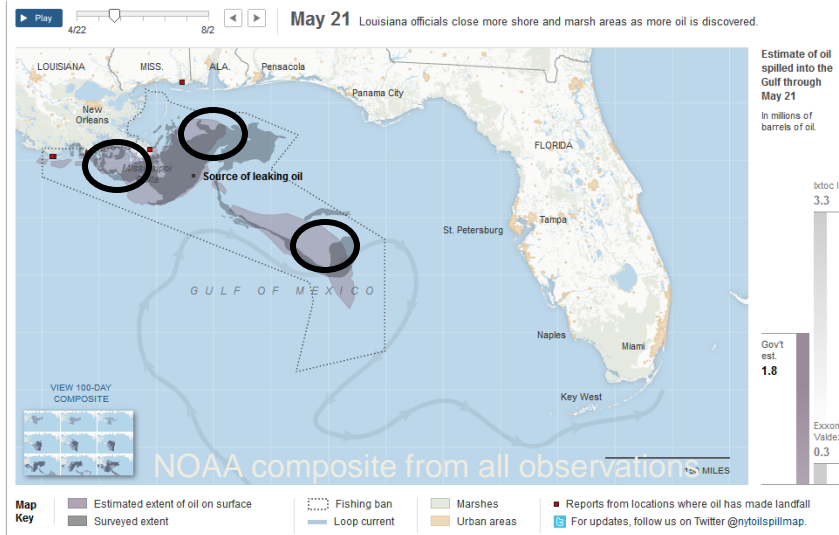 Play
4/22
8/2
May 21 Louisiana officials close more shore and marsh areas as more oil is discovered.
LOUISIANA
MISS.
ALA.
Pensacola
Panama City
New
Orleans
Source of leaking oil
FLORIDA
St. Petersburg
Tampa
GULF OF MEXICO
Naples
Miami
Key West
VIEW 100-DAY
COMPOSITE
NOAA composite from all observations
MILES
Estimate of oil
spilled into the
Gulf through
May 21
In millions of
barrels of oil.
Ixtoc I
3.3
Gov't
est.
1.8
Exxon
Valdez
0.3
Map
Key
Estimated extent of oil on surface
Surveyed extent
Fishing ban
Loop current
Marshes
Urban areas
Reports from locations where oil has made landfall
For updates, follow us on Twitter @nytoilspillmap.